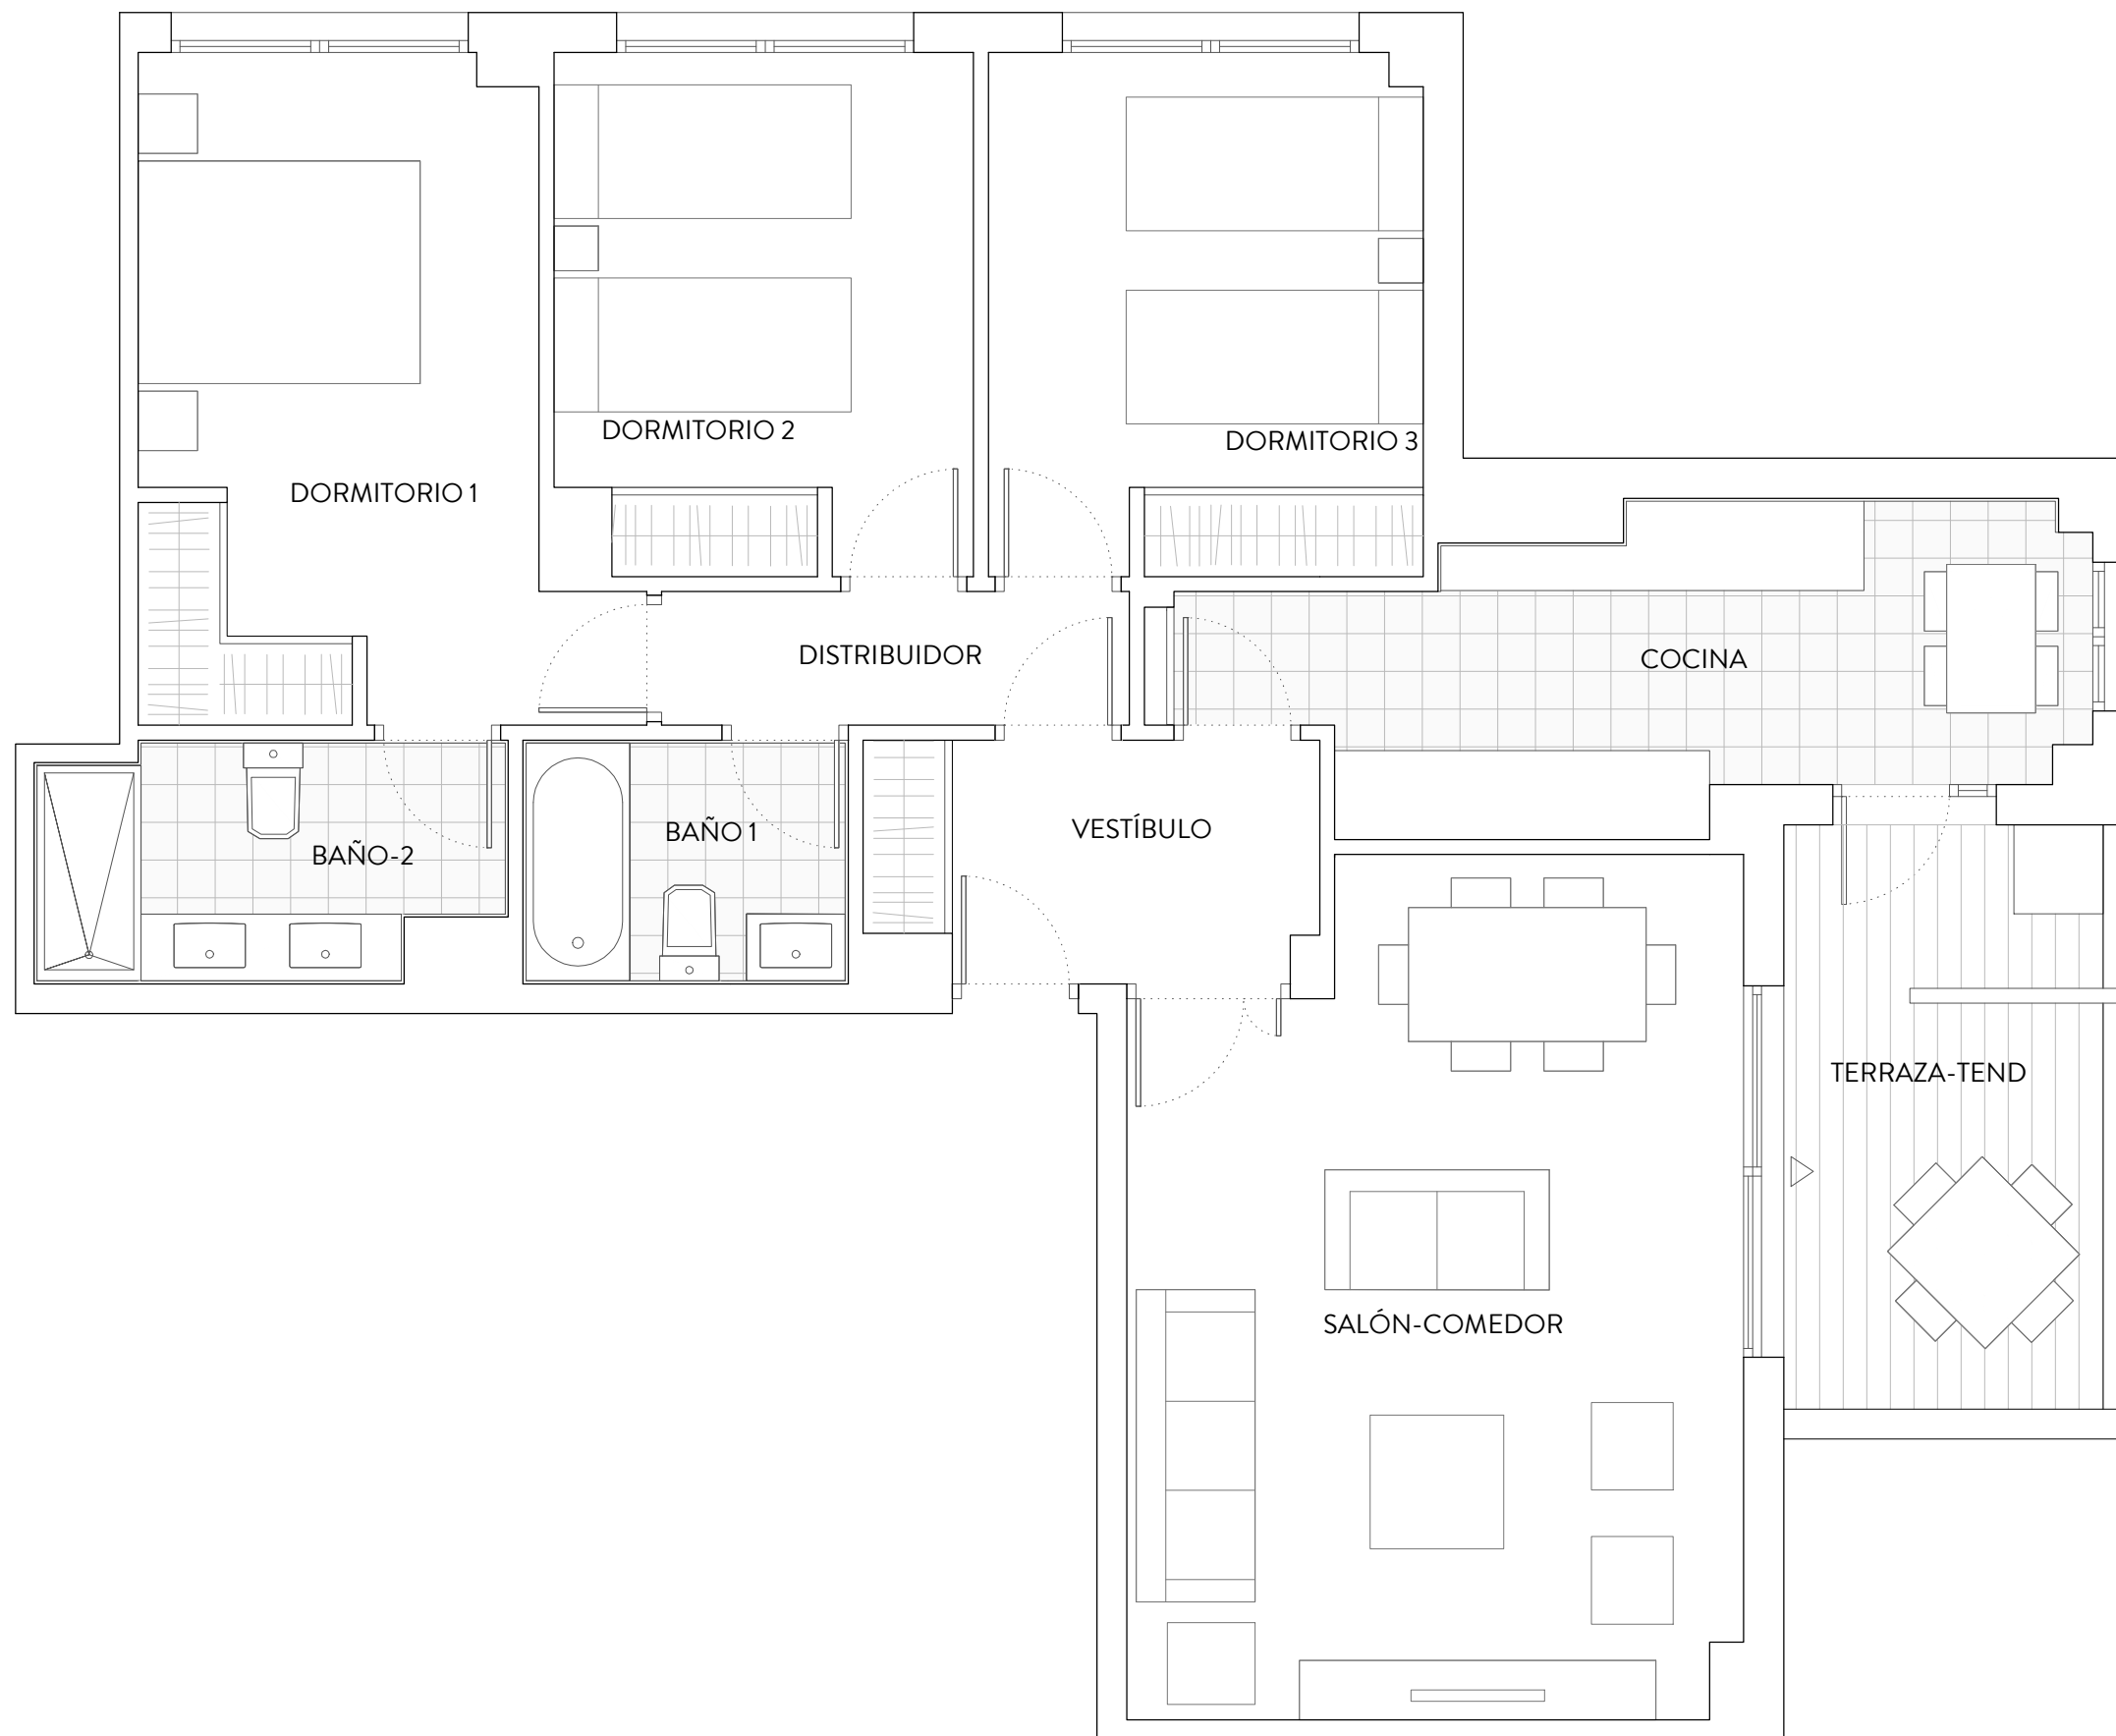 DORMITORIO 2
DORMITORIO 3
DORMITORIO 1
DISTRIBUIDOR
COCINA
BAÑO-2
BAÑO 1
VESTÍBULO
TERRAZA-TEND
SALÓN-COMEDOR